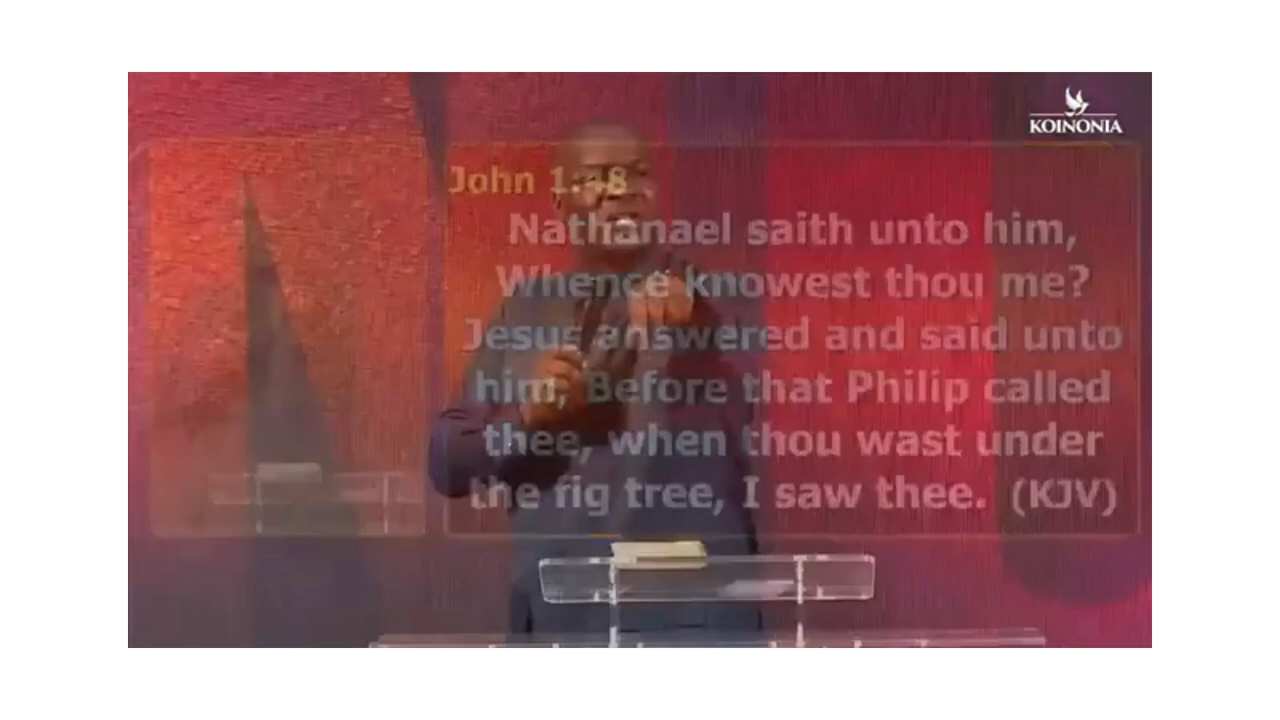 KOINONIA
John 1:48
Nathanael saith unto him,
Whence knowest thou me?
Jesus answered and said unto
him, Before that Philip called
thee, when thou wast under
the fig tree, I saw thee. (KJV)